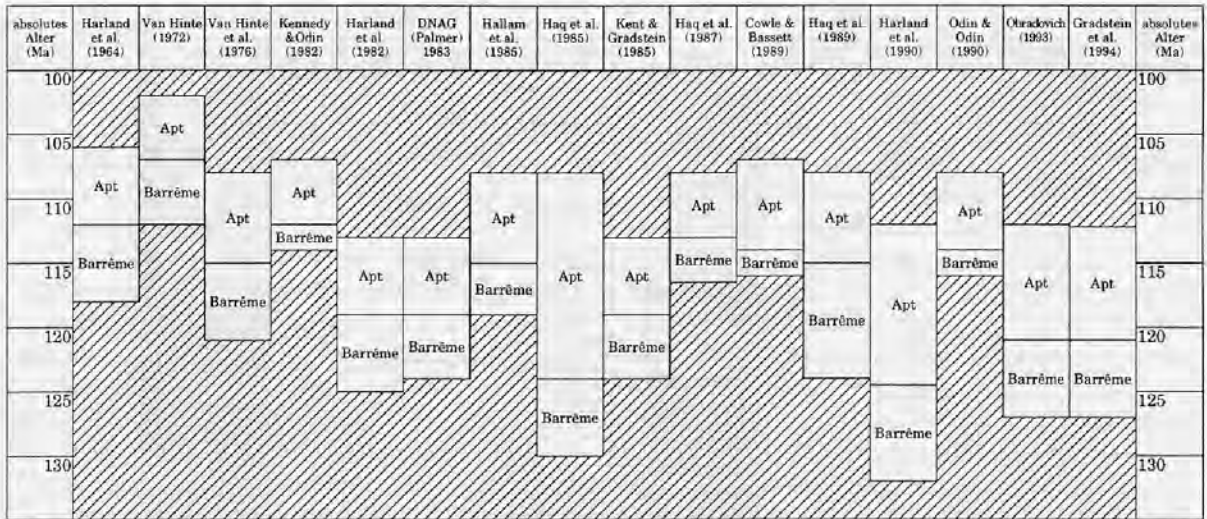 absolutes Alter (Ma)
Harland et al. (1964)
Van Hinte (1972)
Van Hinte et al. (1976)
Kennedy &Odin (1982)
Harland et al. (1982)
DNAG (Palmer) 1983
Hallam et al. (1985)
Haq et al. (1985)
Kent & Gradstein (1985)
Haq et al. (1987)
Cowle & Bassett (1989)
Haq et al. (1989)
Harland et al. (1990)
Odin & Odin (1990)
Obradovich (1993)
Gradstein et al. (1994)
absolutes Alter (Ma)
100
105
110
115
120
125
130
Apt
Barrême
Apt
Barrême
Apt
Barrême
Apt
Barrême
Apt
Barrême
Apt
Barrême
Apt
Barrême
Apt
Barrême
Apt
Barrême
Apt
Barrême
Apt
Barrême
Apt
Barrême
Apt
Barrême
Apt
Barrême
Apt
Barrême
Apt
Barrême
100
105
110
115
120
125
130